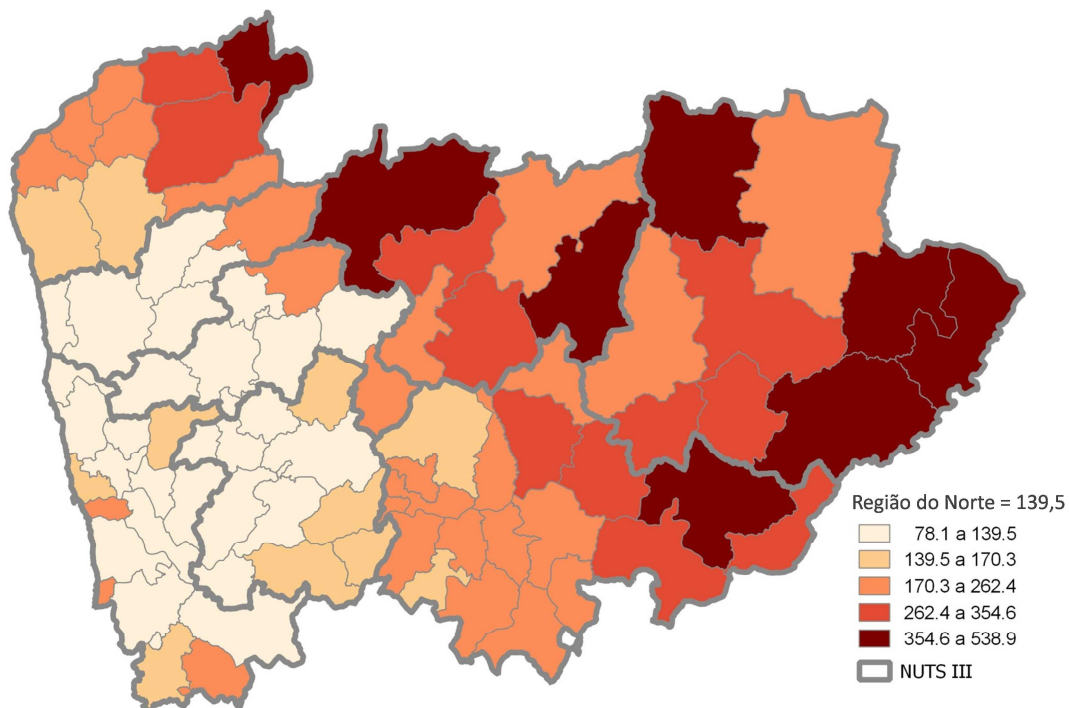 Região do Norte = 139,5
78.1 a 139.5
139.5 a 170.3
170.3 a 262.4
262.4 a 354.6
354.6 a 538.9
NUTS III